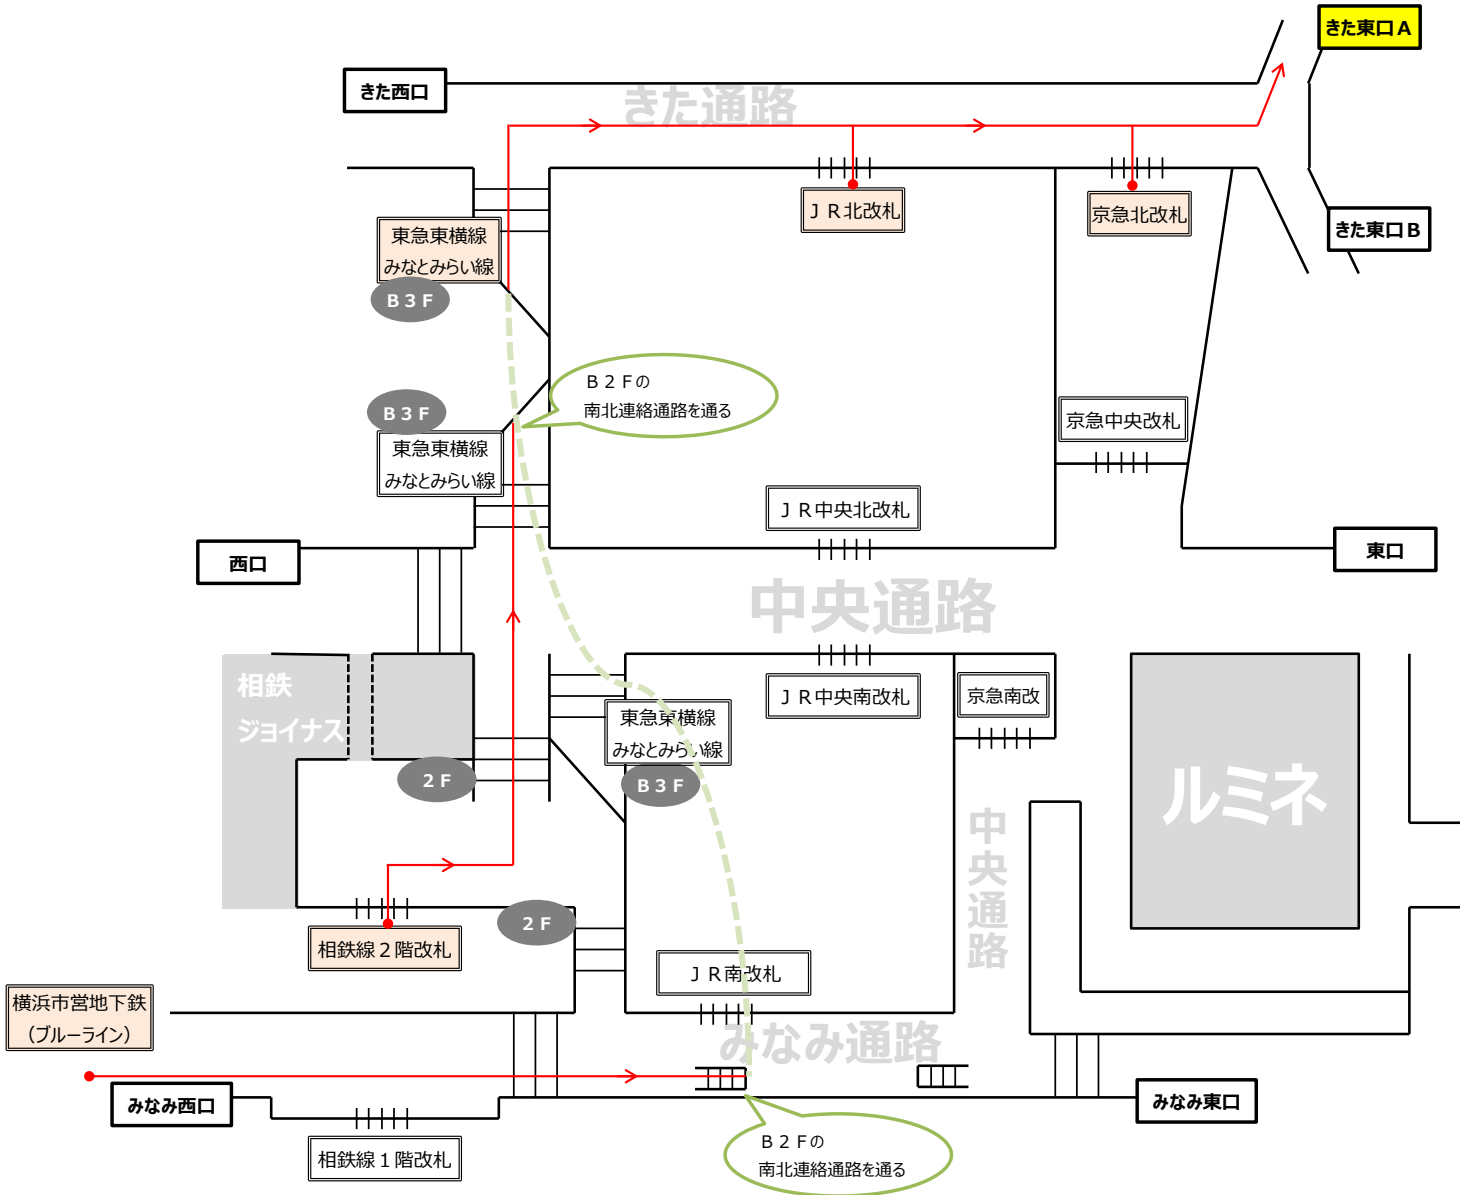 きた東口A
きた西口
きた通路
JR北改札
京急北改札
東急東横線
みなとみらい線
B3F
きた東口B
B2Fの
南北連絡通路を通る
B3F
東急東横線
みなとみらい線
京急中央改札
JR中央北改札
西口
東口
中央通路
相鉄
ジョイナス
JR中央南改札
京急南改
東急東横線
みなとみらい線
B3F
2F
ルミネ
中央通路
2F
相鉄線2階改札
JR南改札
横浜市営地下鉄
(ブルーライン)
みなみ通路
みなみ西口
みなみ東口
相鉄線1階改札
B2Fの
南北連絡通路を通る